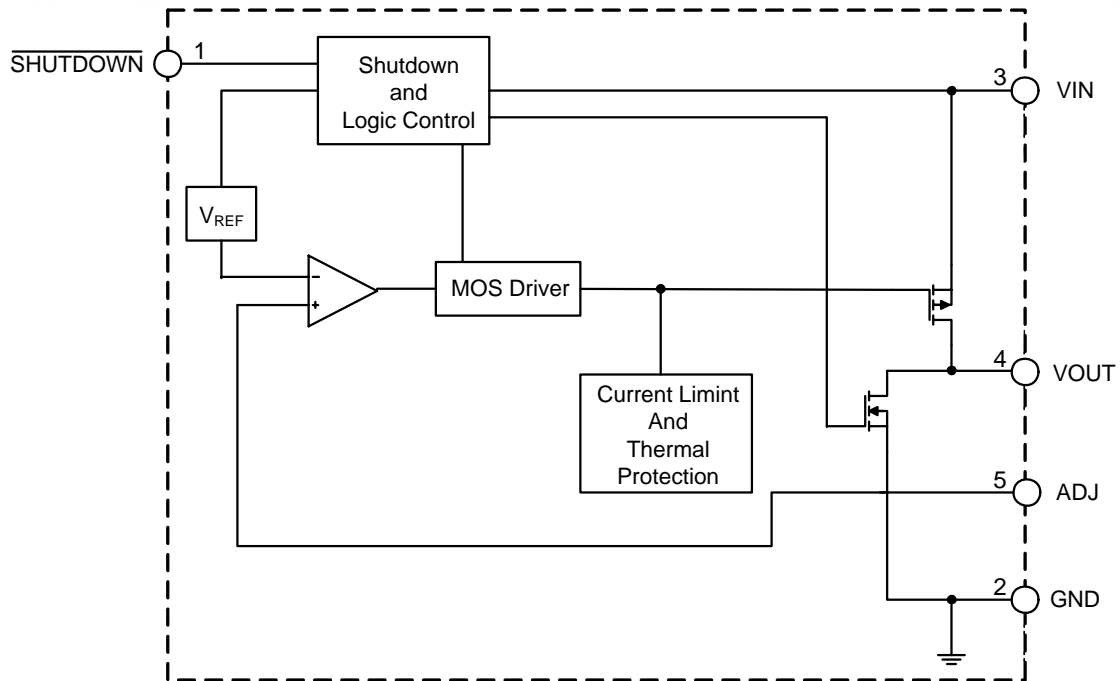 SHUTDOWN
1
Shutdown
and
Logic Control
3
VIN
VREF
-
+
MOS Driver
4
VOUT
Current Limint
And
Thermal
Protection
5
ADJ
2
GND